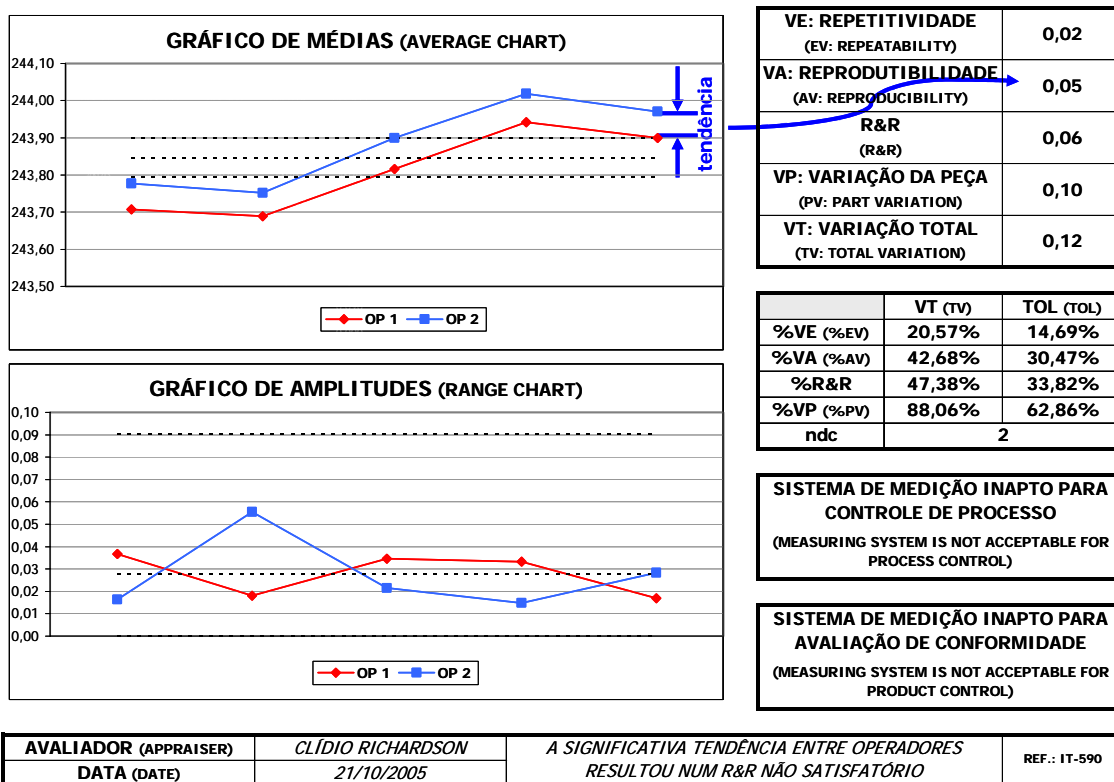 GRÁFICO DE MÉDIAS (AVERAGE CHART)
244,10
244,00
243,90
243,80
243,70
243,60
243,50
tendência
OP 1 OP 2
GRÁFICO DE AMPLITUDES (RANGE CHART)
0,10
0,09
0,08
0,07
0,06
0,05
0,04
0,03
0,02
0,01
0,00
OP 1 OP 2
VE: REPETITIVIDADE
(EV: REPEATABILITY)
0,02
VA: REPRODUTIBILIDADE
(AV: REPRODUCIBILITY)
0,05
R&R
(R&R)
0,06
VP: VARIAÇÃO DA PEÇA
(PV: PART VARIATION)
0,10
VT: VARIAÇÃO TOTAL
(TV: TOTAL VARIATION)
0,12
VT (TV) TOL (TOL)
%VE (%EV) 20,57% 14,69%
%VA (%AV) 42,68% 30,47%
%R&R 47,38% 33,82%
%VP (%PV) 88,06% 62,86%
ndc 2
SISTEMA DE MEDIÇÃO INAPTO PARA
CONTROLE DE PROCESSO
(MEASURING SYSTEM IS NOT ACCEPTABLE FOR
PROCESS CONTROL)
SISTEMA DE MEDIÇÃO INAPTO PARA
AVALIAÇÃO DE CONFORMIDADE
(MEASURING SYSTEM IS NOT ACCEPTABLE FOR
PRODUCT CONTROL)
AVALIADOR (APPRAISER) CLÍDIO RICHARDSON
DATA (DATE) 21/10/2005
A SIGNIFICATIVA TENDÊNCIA ENTRE OPERADORES
RESULTOU NUM R&R NÃO SATISFATÓRIO
REF.: IT-590